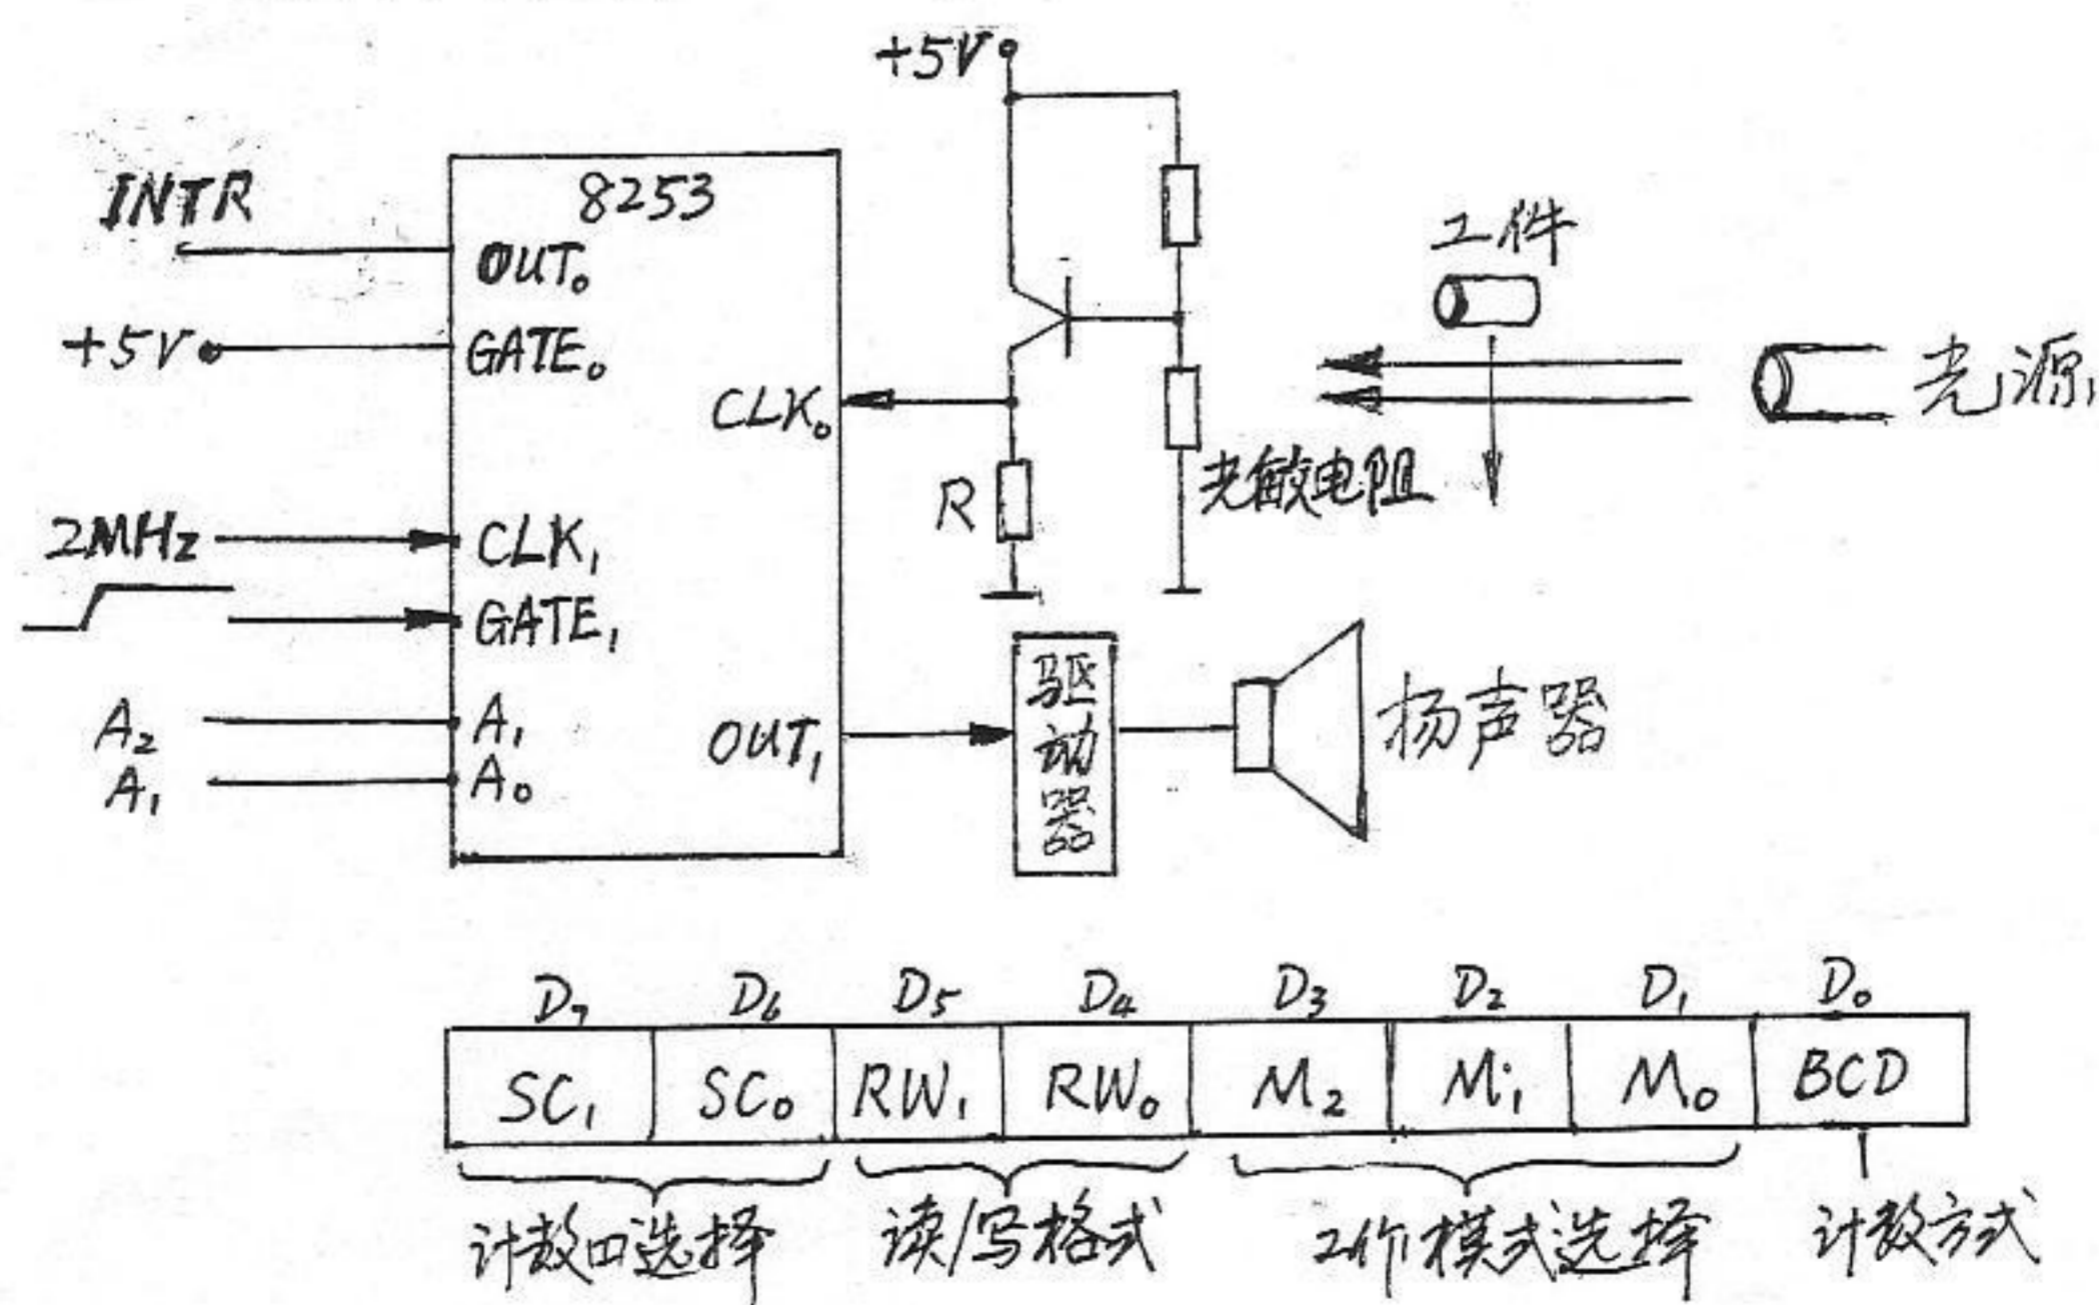 +5V
INTR
8253
OUT₀
+5V
GATE₀
CLK₀
R
光敏电阻
工件
光源
2MHz
CLK₁
GATE₁
A₂
A₁
A₁
A₀
OUT₁
驱动器
扬声器
D₇ D₆ D₅ D₄ D₃ D₂ D₁ D₀
SC₁ SC₀ RW₁ RW₀ M₂ M₁ M₀ BCD
计数口选择 读/写格式 工作模式选择 计数方式